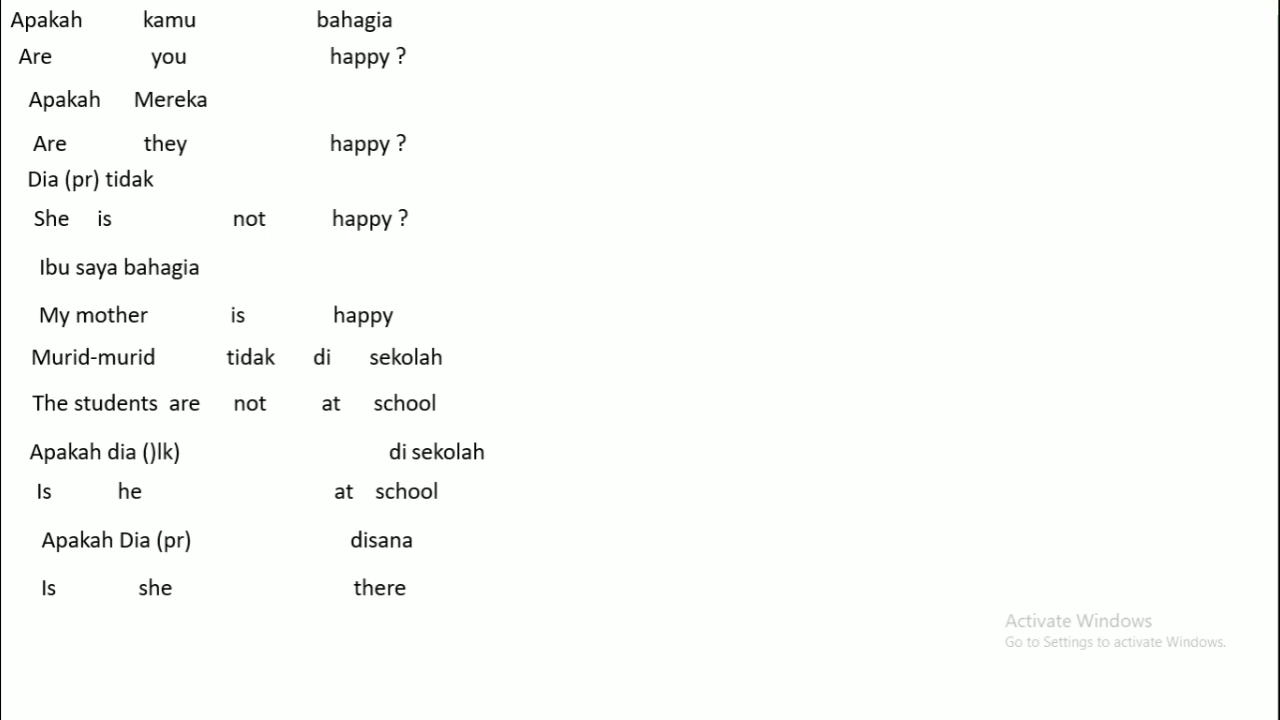 Apakah kamu bahagia
Are you happy ?
Apakah Mereka
Are they happy ?
Dia (pr) tidak
She is not happy ?
Ibu saya bahagia
My mother is happy
Murid-murid tidak di sekolah
The students are not at school
Apakah dia ()lk) di sekolah
Is he at school
Apakah Dia (pr) disana
Is she there
Activate Windows
Go to Settings to activate Windows.